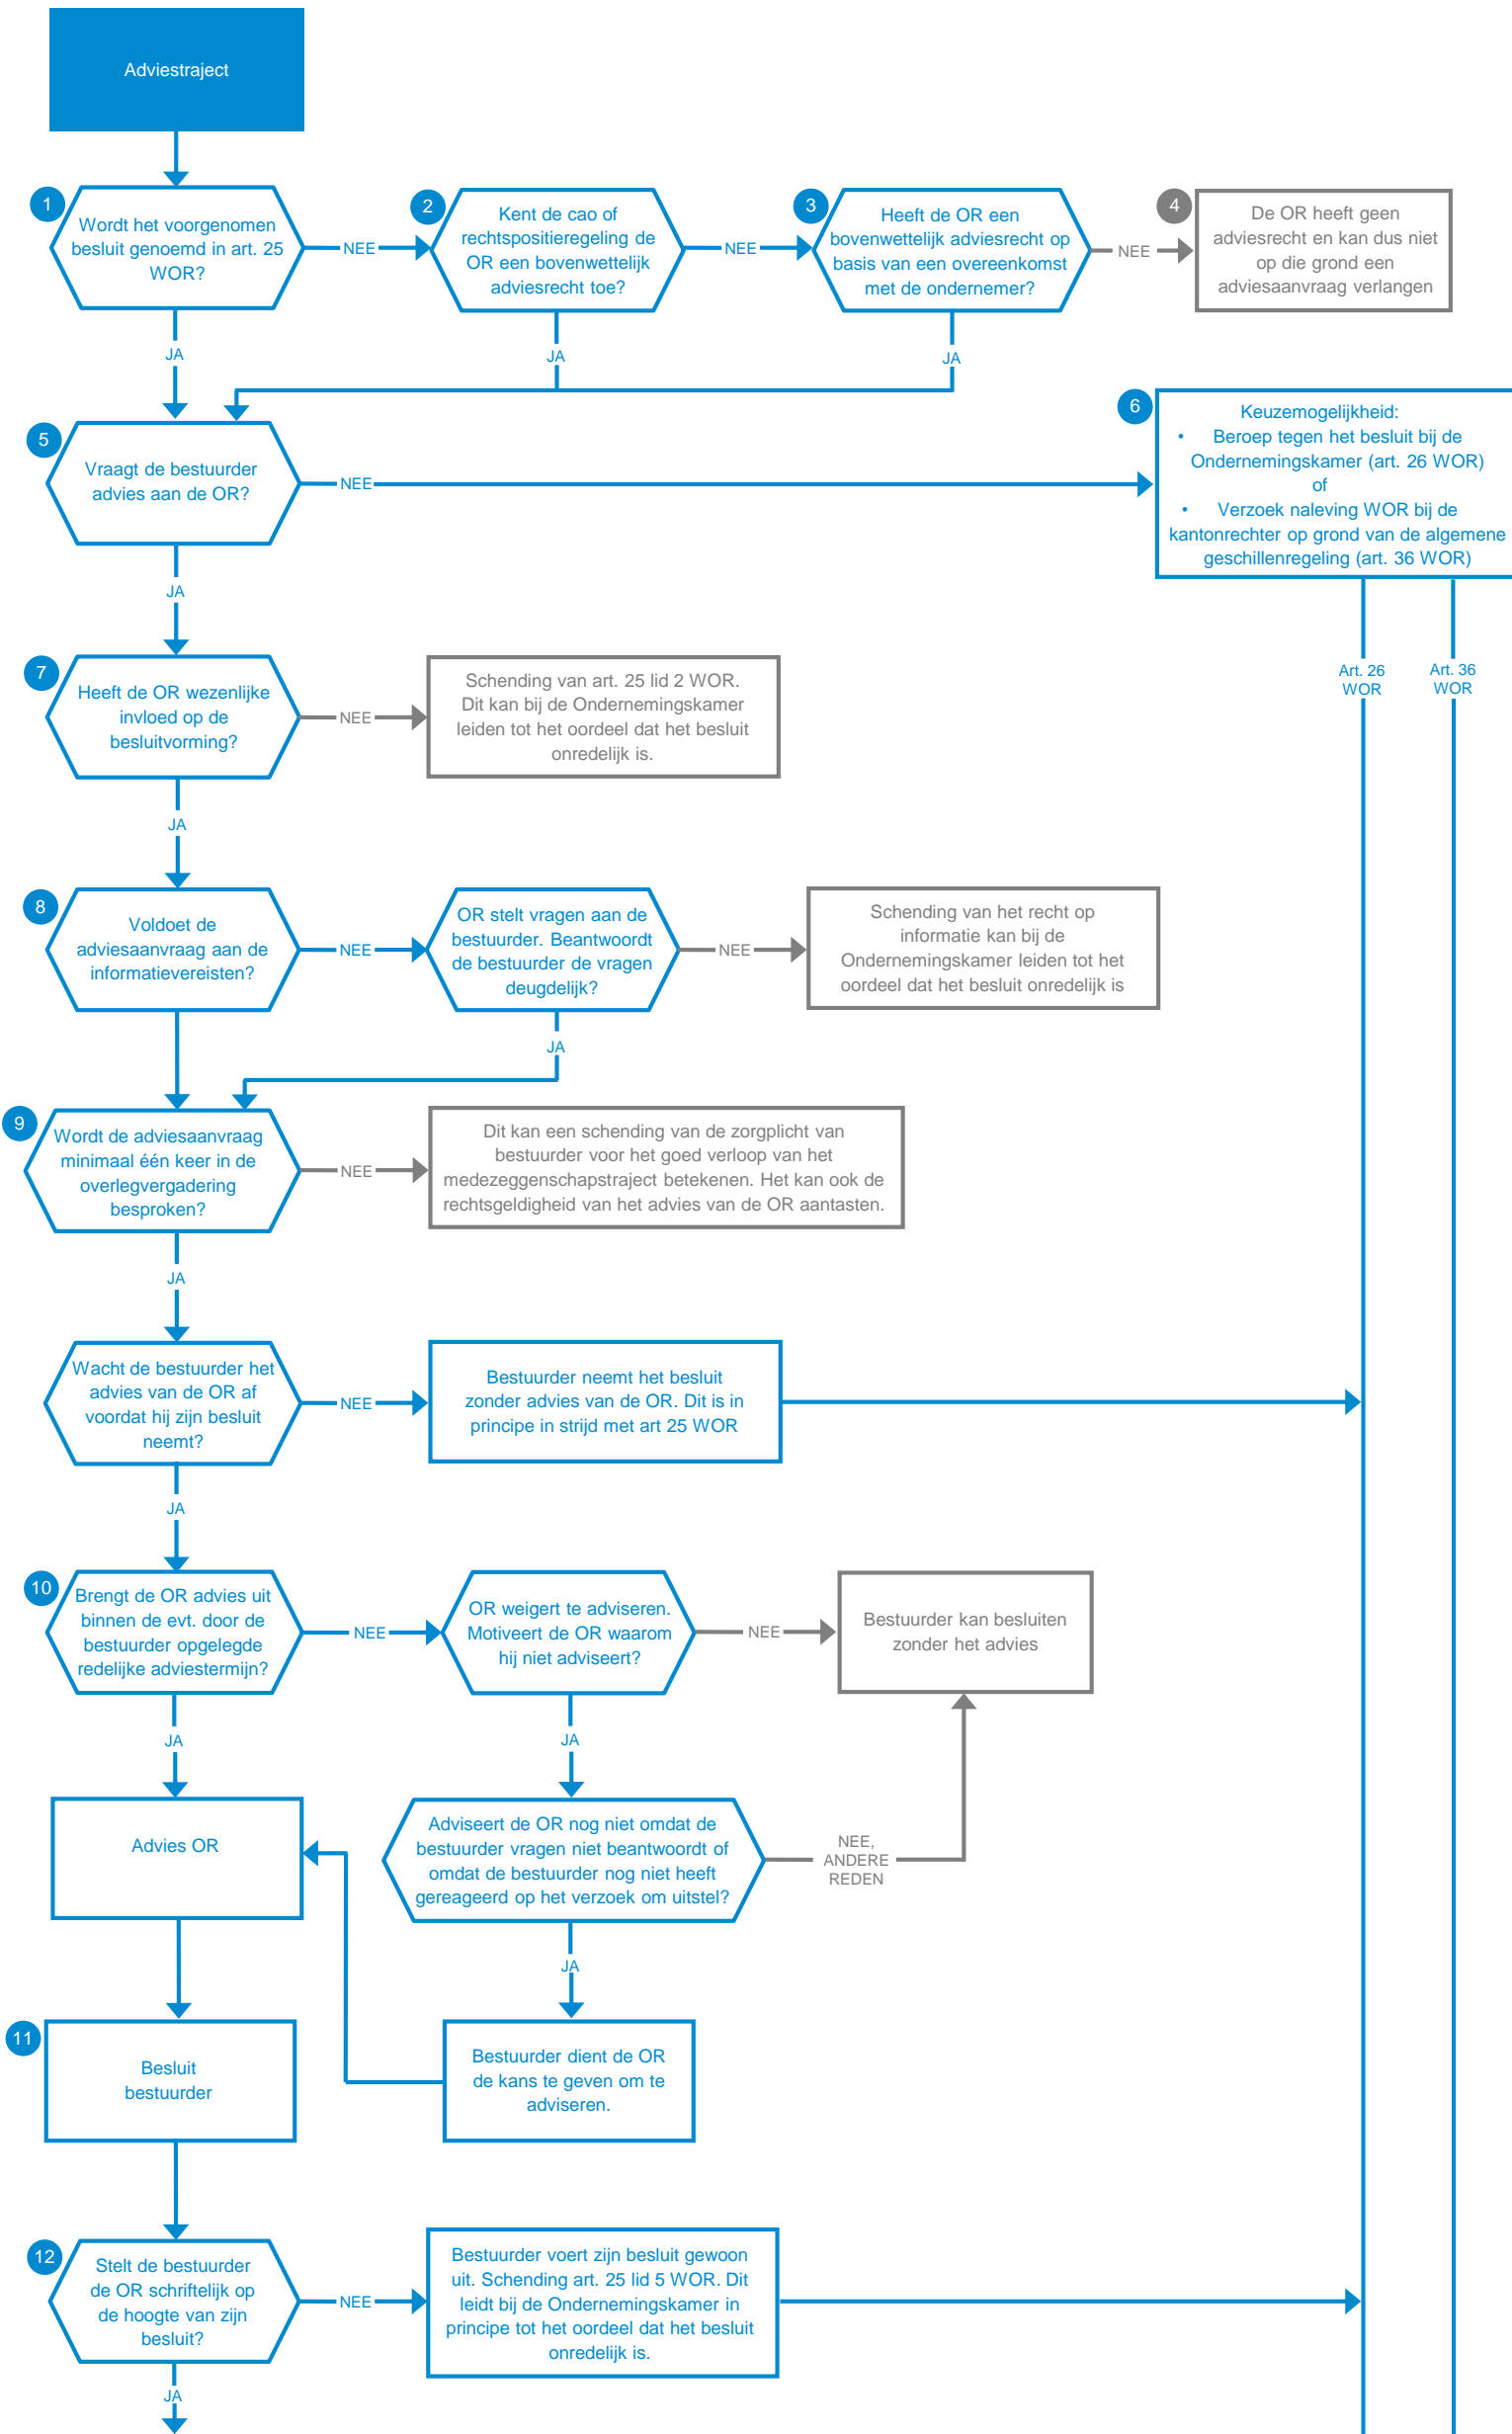 Adviestraject
1
Wordt het voorgenomen
besluit genoemd in art. 25
WOR?
NEE
2
Kent de cao of
rechtspositieregeling de
OR een bovenwettelijk
adviesrecht toe?
NEE
3
Heeft de OR een
bovenwettelijk adviesrecht op
basis van een overeenkomst
met de ondernemer?
NEE
4
De OR heeft geen
adviesrecht en kan dus niet
op die grond een
adviesaanvraag verlangen
JA
JA
JA
5
Vraagt de bestuurder
advies aan de OR?
NEE
6
Keuzemogelijkheid:
• Beroep tegen het besluit bij de
Ondernemingskamer (art. 26 WOR)
of
• Verzoek naleving WOR bij de
kantonrechter op grond van de algemene
geschillenregeling (art. 36 WOR)
JA
Art. 26
WOR
Art. 36
WOR
7
Heeft de OR wezenlijke
invloed op de
besluitvorming?
NEE
Schending van art. 25 lid 2 WOR.
Dit kan bij de Ondernemingskamer
leiden tot het oordeel dat het besluit
onredelijk is.
JA
8
Voldoet de
adviesaanvraag aan de
informatievereisten?
NEE
OR stelt vragen aan de
bestuurder. Beantwoordt
de bestuurder de vragen
deugdelijk?
NEE
Schending van het recht op
informatie kan bij de
Ondernemingskamer leiden tot het
oordeel dat het besluit onredelijk is
JA
9
Wordt de adviesaanvraag
minimaal één keer in de
overlegvergadering
besproken?
NEE
Dit kan een schending van de zorgplicht van
bestuurder voor het goed verloop van het
medezeggenschapstraject betekenen. Het kan ook de
rechtsgeldigheid van het advies van de OR aantasten.
JA
Wacht de bestuurder het
advies van de OR af
voordat hij zijn besluit
neemt?
NEE
Bestuurder neemt het besluit
zonder advies van de OR. Dit is in
principe in strijd met art 25 WOR
JA
10
Brengt de OR advies uit
binnen de evt. door de
bestuurder opgelegde
redelijke adviestermijn?
NEE
OR weigert te adviseren.
Motiveert de OR waarom
hij niet adviseert?
NEE
Bestuurder kan besluiten
zonder het advies
JA
JA
Advies OR
Adviseert de OR nog niet omdat de
bestuurder vragen niet beantwoordt of
omdat de bestuurder nog niet heeft
gereageerd op het verzoek om uitstel?
NEE,
ANDERE
REDEN
JA
11
Besluit
bestuurder
Bestuurder dient de OR
de kans te geven om te
adviseren.
12
Stelt de bestuurder
de OR schriftelijk op
de hoogte van zijn
besluit?
NEE
Bestuurder voert zijn besluit gewoon
uit. Schending art. 25 lid 5 WOR. Dit
leidt bij de Ondernemingskamer in
principe tot het oordeel dat het besluit
onredelijk is.
JA